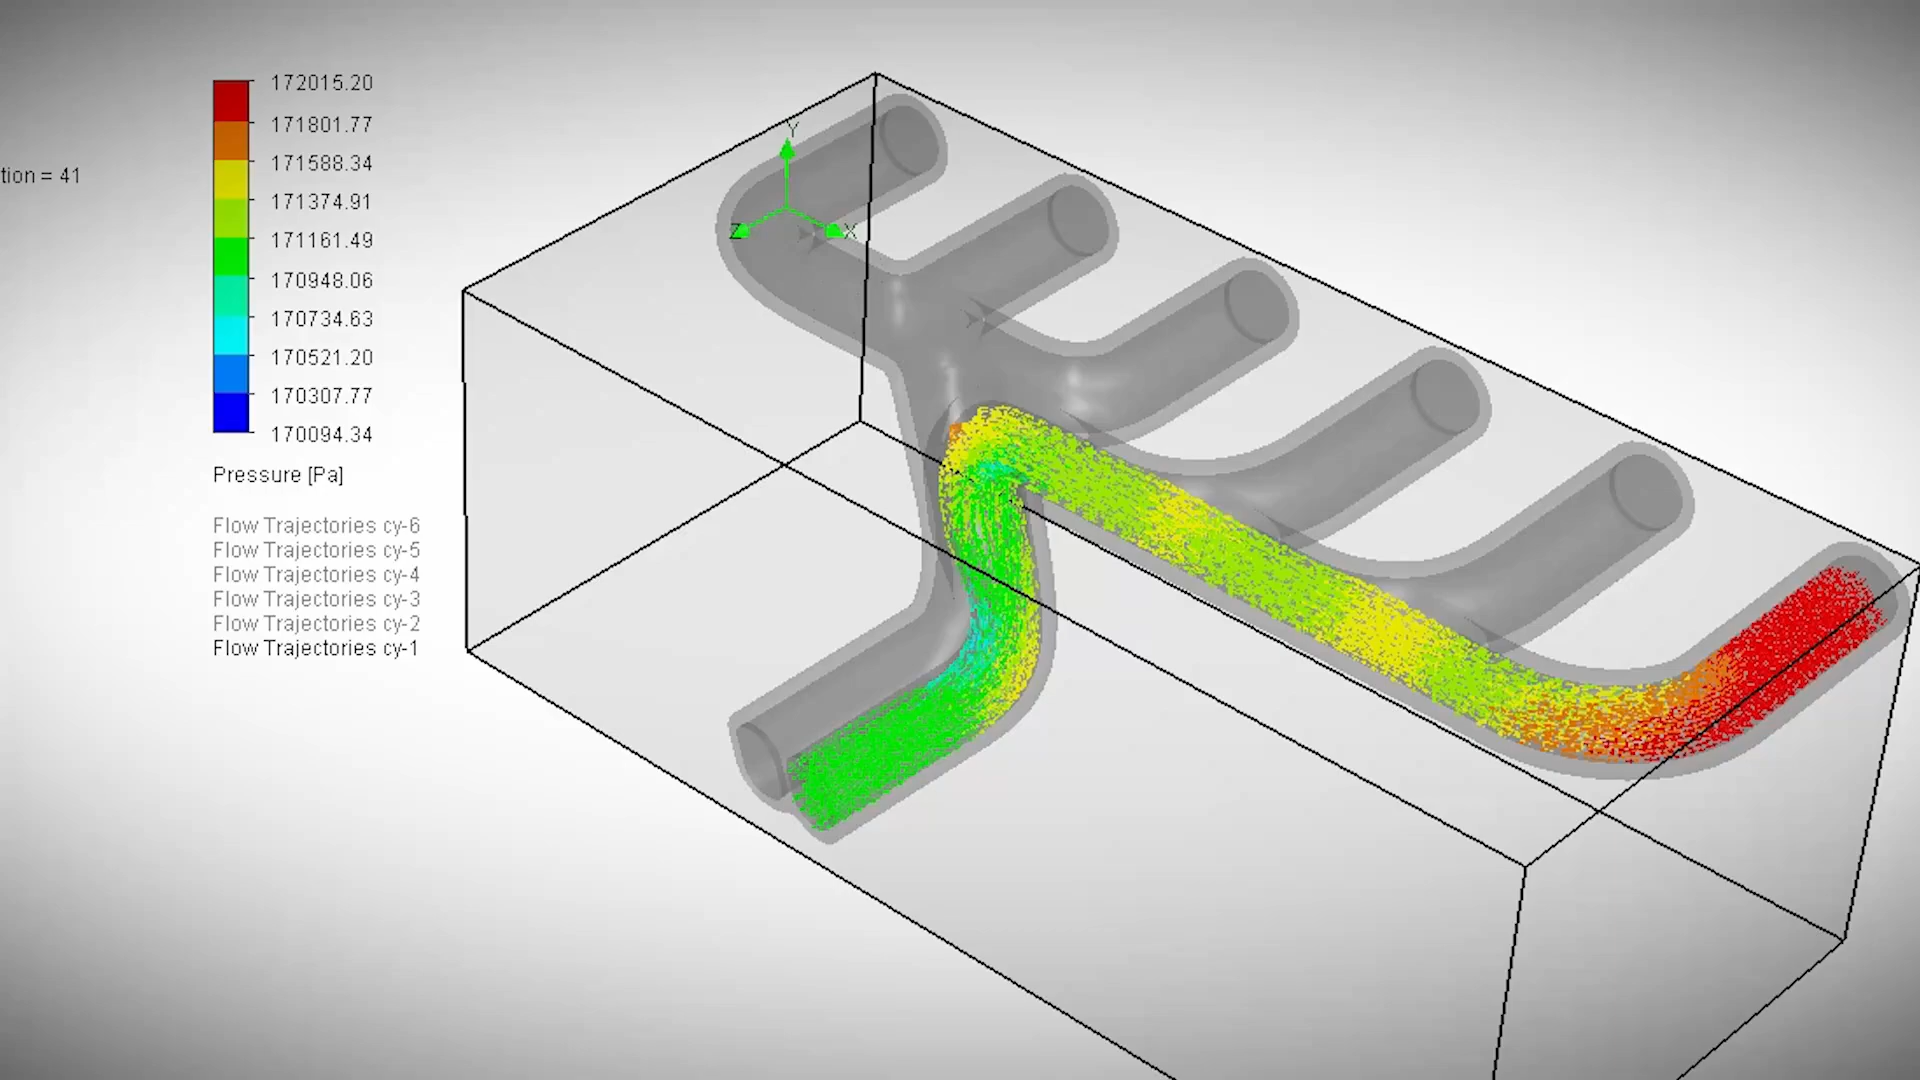 tion = 41
172015.20
171801.77
171588.34
171374.91
171161.49
170948.06
170734.63
170521.20
170307.77
170094.34
Pressure [Pa]
Flow Trajectories cy-6
Flow Trajectories cy-5
Flow Trajectories cy-4
Flow Trajectories cy-3
Flow Trajectories cy-2
Flow Trajectories cy-1
Y
Z X